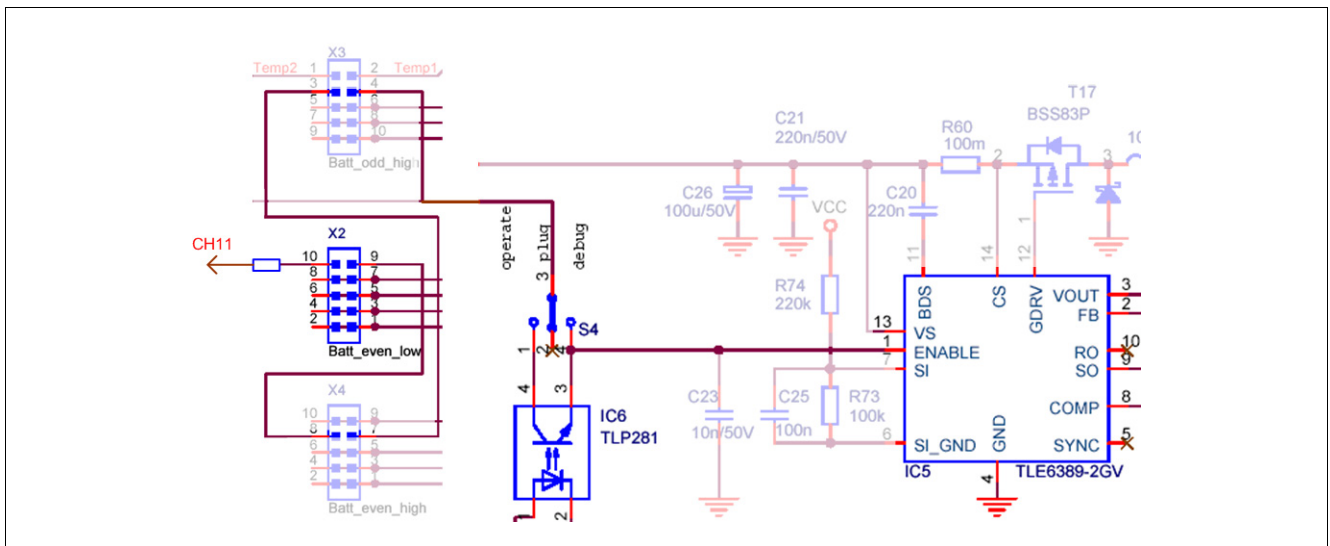 X3
Temp2 1 2 Temp1
3 4
5 6
7 8
9 10
Batt_odd_high
CH11
X2
10 9
8 7
6 5
4 3
2 1
Batt_even_low
X4
10 9
8 7
6 5
4 3
2 1
Batt_even_high
operate
plug
debug
3
S4
1 2 4
4 3
IC6
TLP281
1 2
C21
220n/50V
C26
100u/50V
VCC
R74
220k
C20
220n
R60
100m
T17
BSS83P
2 3 10
1
11 14 12
BDS CS GDRV
13 VS
1 ENABLE
7 SI
6 SI_GND
GND
4
VOUT 3
FB 2
RO 10
SO 9
COMP 8
SYNC 5
IC5
TLE6389-2GV
C23
10n/50V
C25
100n
R73
100k